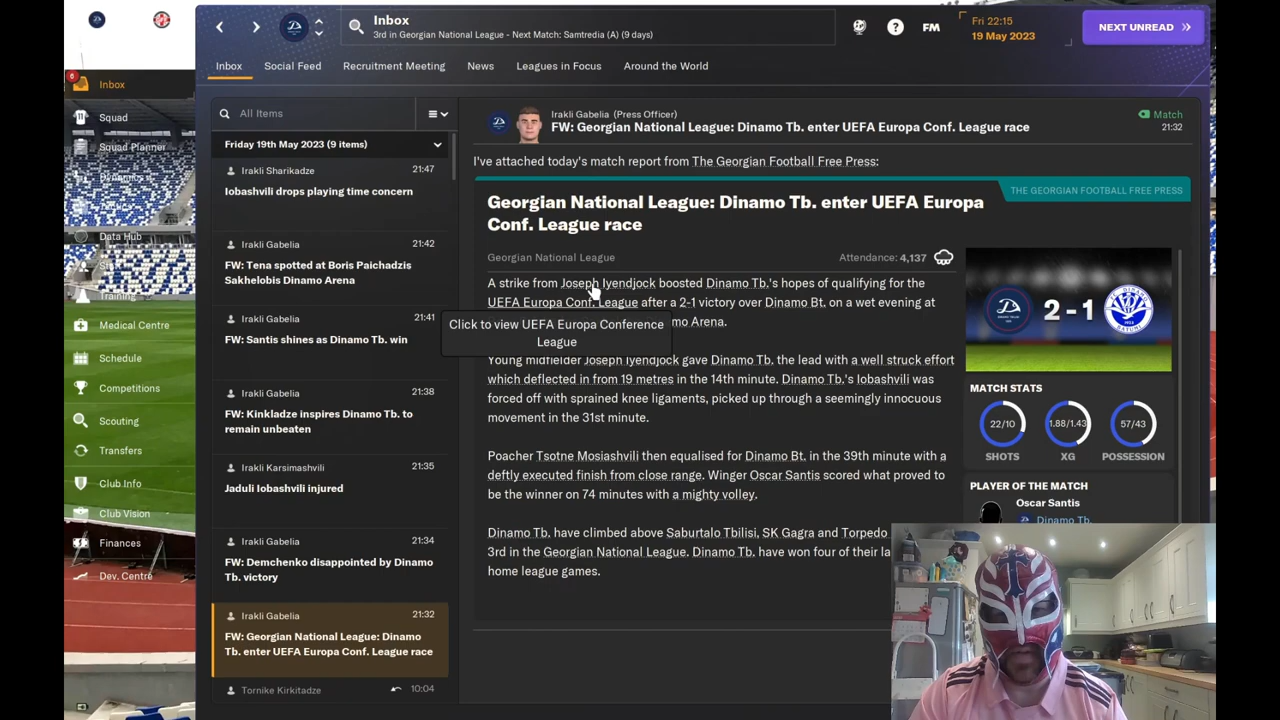 Inbox
3rd in Georgian National League - Next Match: Samtredia (A) (9 days)
FM
Fri 22:15
19 May 2023
NEXT UNREAD
Inbox
Social Feed
Recruitment Meeting
News
Leagues in Focus
Around the World
6
Inbox
Squad
Squad Planner
Dynamics
Data Hub
Staff
Training
Medical Centre
Schedule
Competitions
Scouting
Transfers
Club Info
Club Vision
Finances
Dev. Centre
All Items
Friday 19th May 2023 (9 items)
Irakli Sharikadze 21:47
Iobashvili drops playing time concern
Irakli Gabelia 21:42
FW: Tena spotted at Boris Paichadzis
Sakhelobis Dinamo Arena
Irakli Gabelia 21:41
FW: Santis shines as Dinamo Tb. win
Irakli Gabelia 21:38
FW: Kinkladze inspires Dinamo Tb. to
remain unbeaten
Irakli Karsimashvili 21:35
Jaduli Iobashvili injured
Irakli Gabelia 21:34
FW: Demchenko disappointed by Dinamo
Tb. victory
Irakli Gabelia 21:32
FW: Georgian National League: Dinamo
Tb. enter UEFA Europa Conf. League race
Tornike Kirkitadze 10:04
Irakli Gabelia (Press Officer)
FW: Georgian National League: Dinamo Tb. enter UEFA Europa Conf. League race
Match
21:32
I've attached today's match report from The Georgian Football Free Press:
THE GEORGIAN FOOTBALL FREE PRESS
Georgian National League: Dinamo Tb. enter UEFA Europa
Conf. League race
Georgian National League
Attendance: 4,137
A strike from Joseph Iyendjock boosted Dinamo Tb.'s hopes of qualifying for the
UEFA Europa Conf. League after a 2-1 victory over Dinamo Bt. on a wet evening at
mo Arena.
Click to view UEFA Europa Conference
League
Young midfielder Joseph Iyendjock gave Dinamo Tb. the lead with a well struck effort
which deflected in from 19 metres in the 14th minute. Dinamo Tb.'s Iobashvili was
forced off with sprained knee ligaments, picked up through a seemingly innocuous
movement in the 31st minute.
Poacher Tsotne Mosiashvili then equalised for Dinamo Bt. in the 39th minute with a
deftly executed finish from close range. Winger Oscar Santis scored what proved to
be the winner on 74 minutes with a mighty volley.
Dinamo Tb. have climbed above Saburtalo Tbilisi, SK Gagra and Torpedo
3rd in the Georgian National League. Dinamo Tb. have won four of their la
home league games.
2 - 1
MATCH STATS
22/10
1.88/1.43
57/43
SHOTS
XG
POSSESSION
PLAYER OF THE MATCH
Oscar Santis
Dinamo Tb.